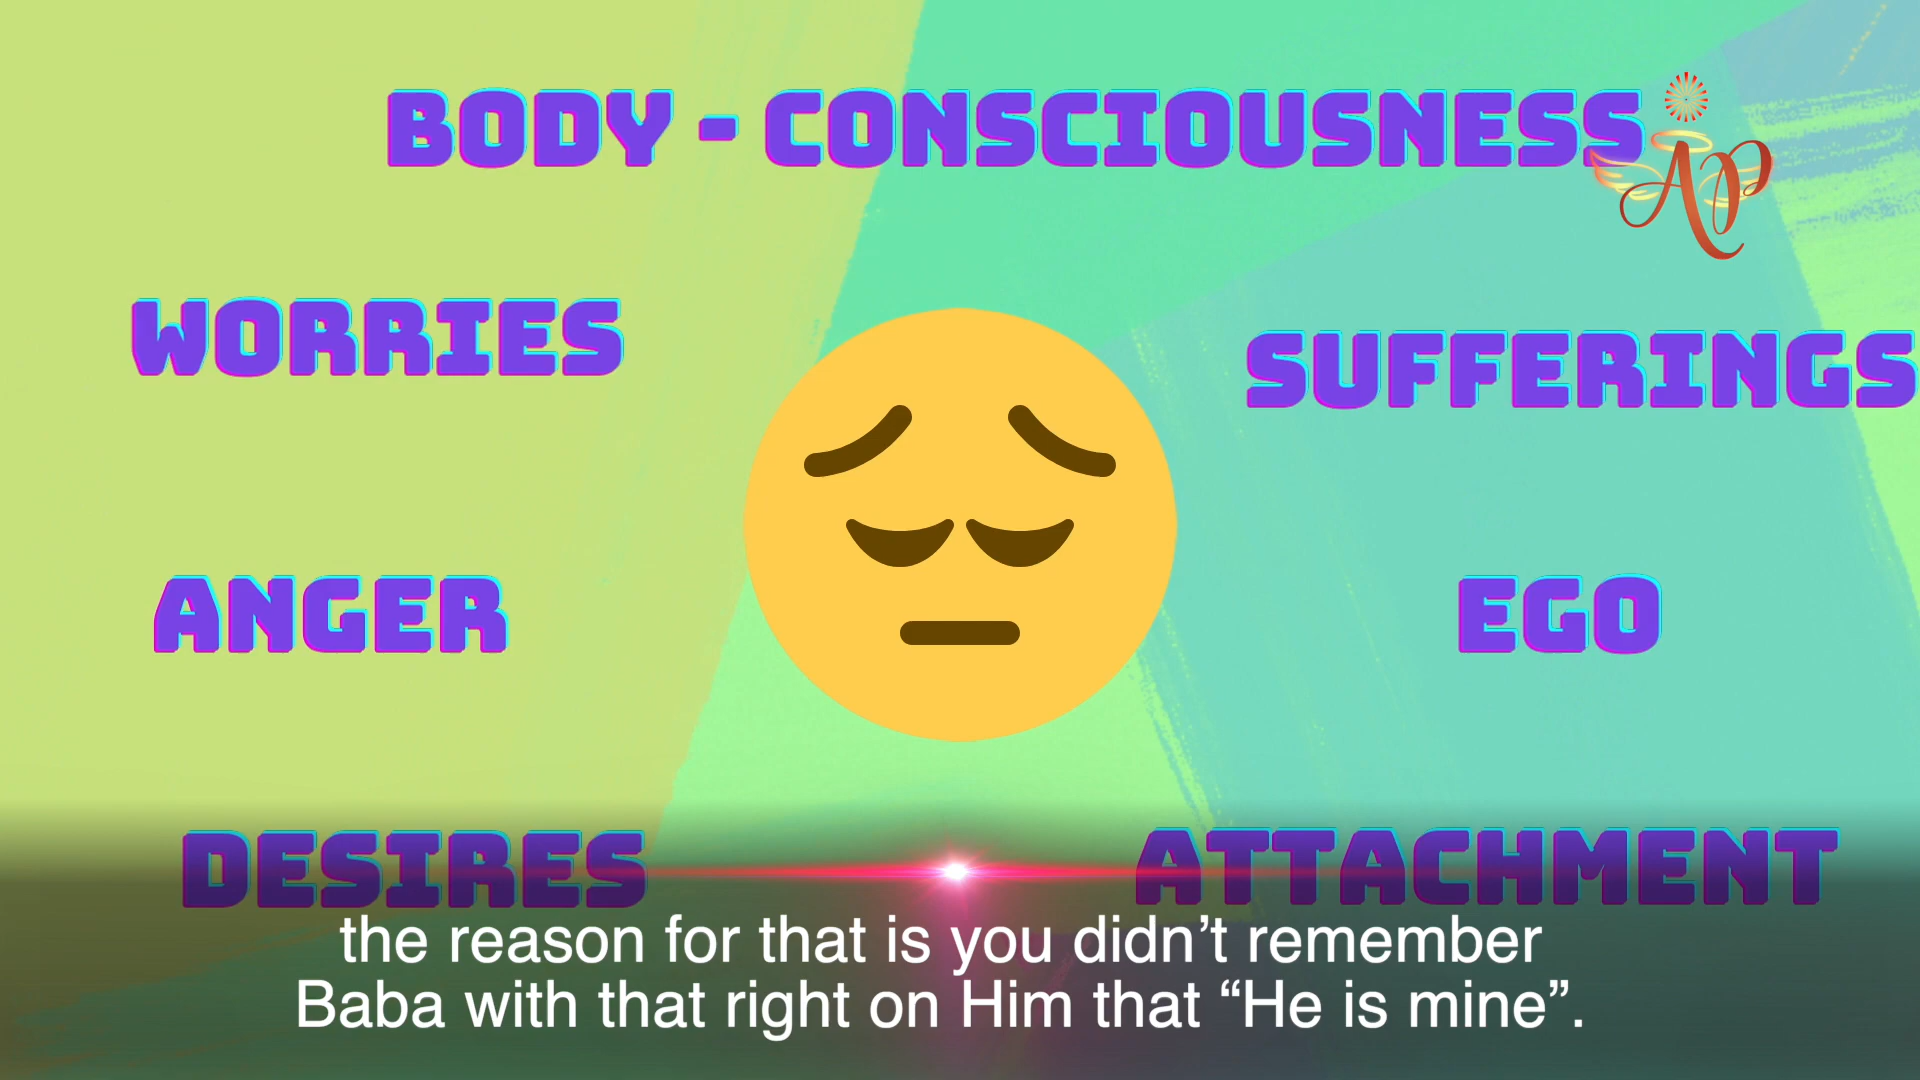 BODY - CONSCIOUSNESS
AP
WORRIES
SUFFERINGS
ANGER
EGO
DESIRES
ATTACHMENT
the reason for that is you didn’t remember
Baba with that right on Him that “He is mine”.